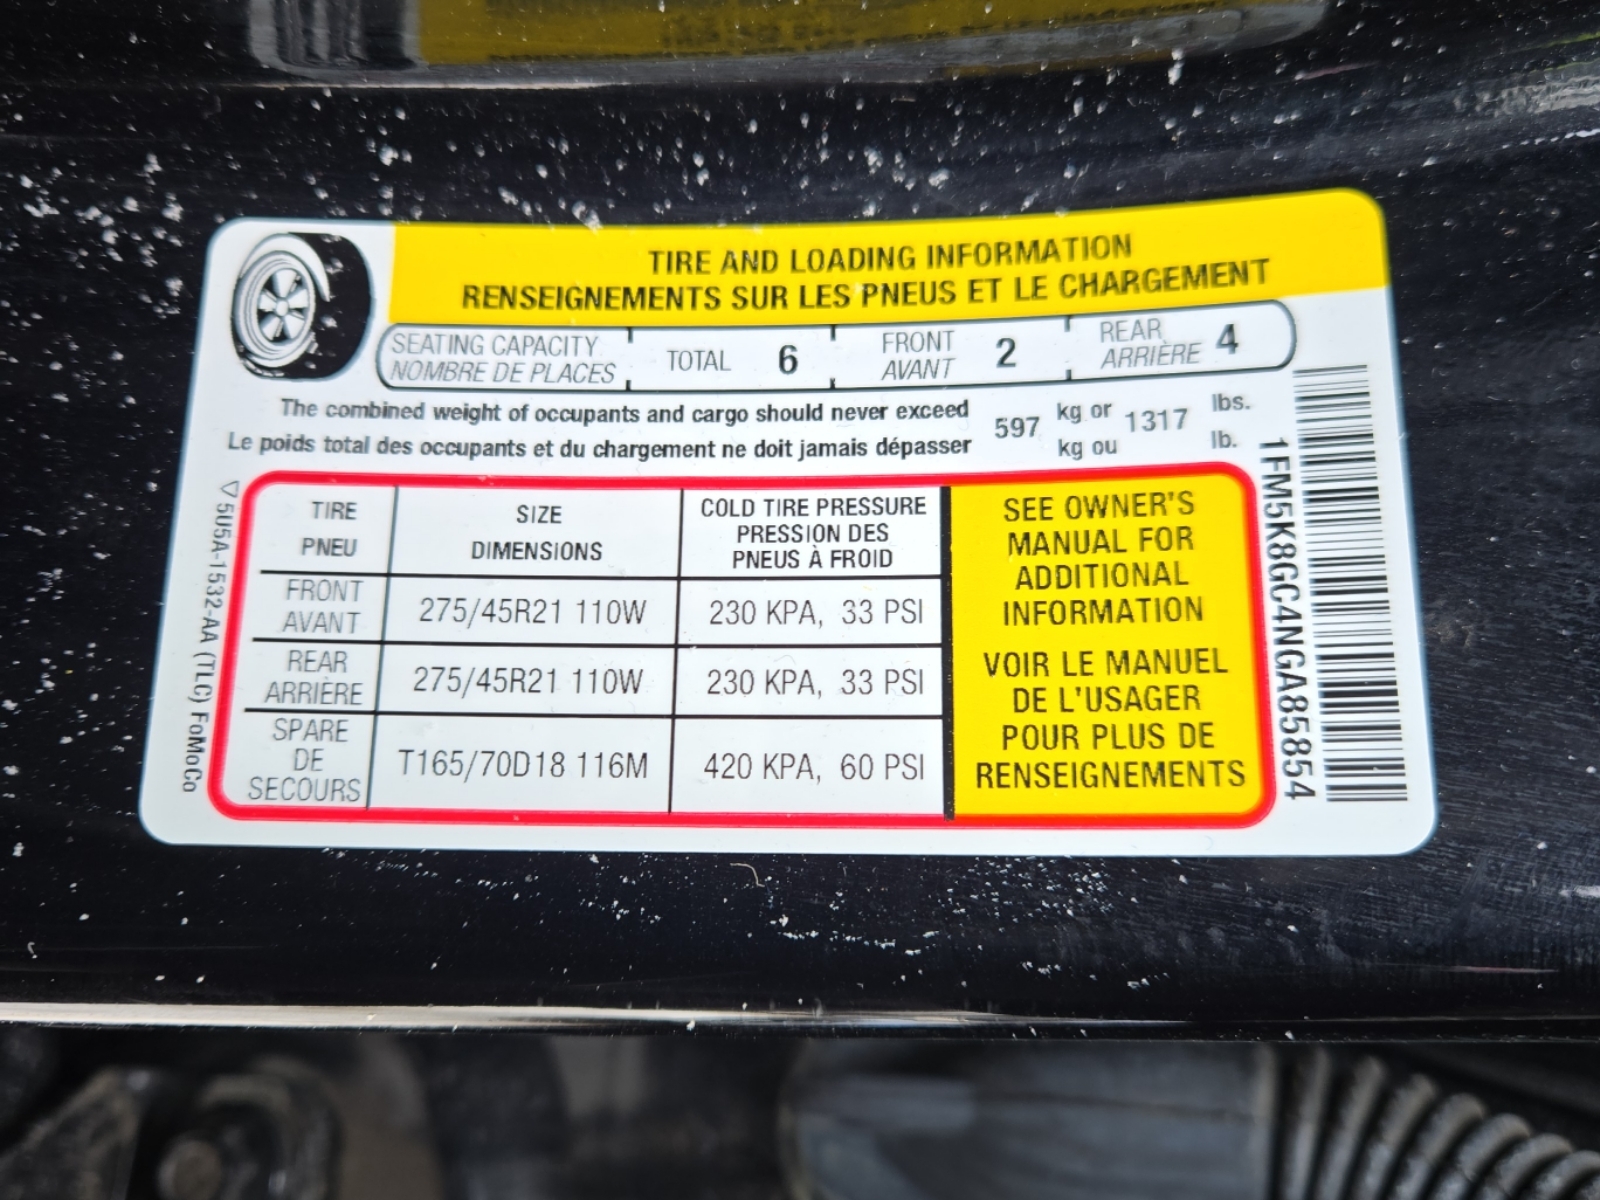 TIRE AND LOADING INFORMATION
RENSEIGNEMENTS SUR LES PNEUS ET LE CHARGEMENT
SEATING CAPACITY TOTAL 6 FRONT 2 REAR 4
NOMBRE DE PLACES AVANT ARRIÈRE
The combined weight of occupants and cargo should never exceed 597 kg or 1317 lbs.
Le poids total des occupants et du chargement ne doit jamais dépasser kg ou lb.
TIRE SIZE COLD TIRE PRESSURE
PNEU DIMENSIONS PRESSION DES
PNEUS À FROID
FRONT
AVANT 275/45R21 110W 230 KPA, 33 PSI
REAR
ARRIÈRE 275/45R21 110W 230 KPA, 33 PSI
SPARE
DE
SECOURS T165/70D18 116M 420 KPA, 60 PSI
SEE OWNER'S
MANUAL FOR
ADDITIONAL
INFORMATION
VOIR LE MANUEL
DE L'USAGER
POUR PLUS DE
RENSEIGNEMENTS
1FM5K8GC4NGA85854
5U5A-1532-AA (TLC) FoMoCo